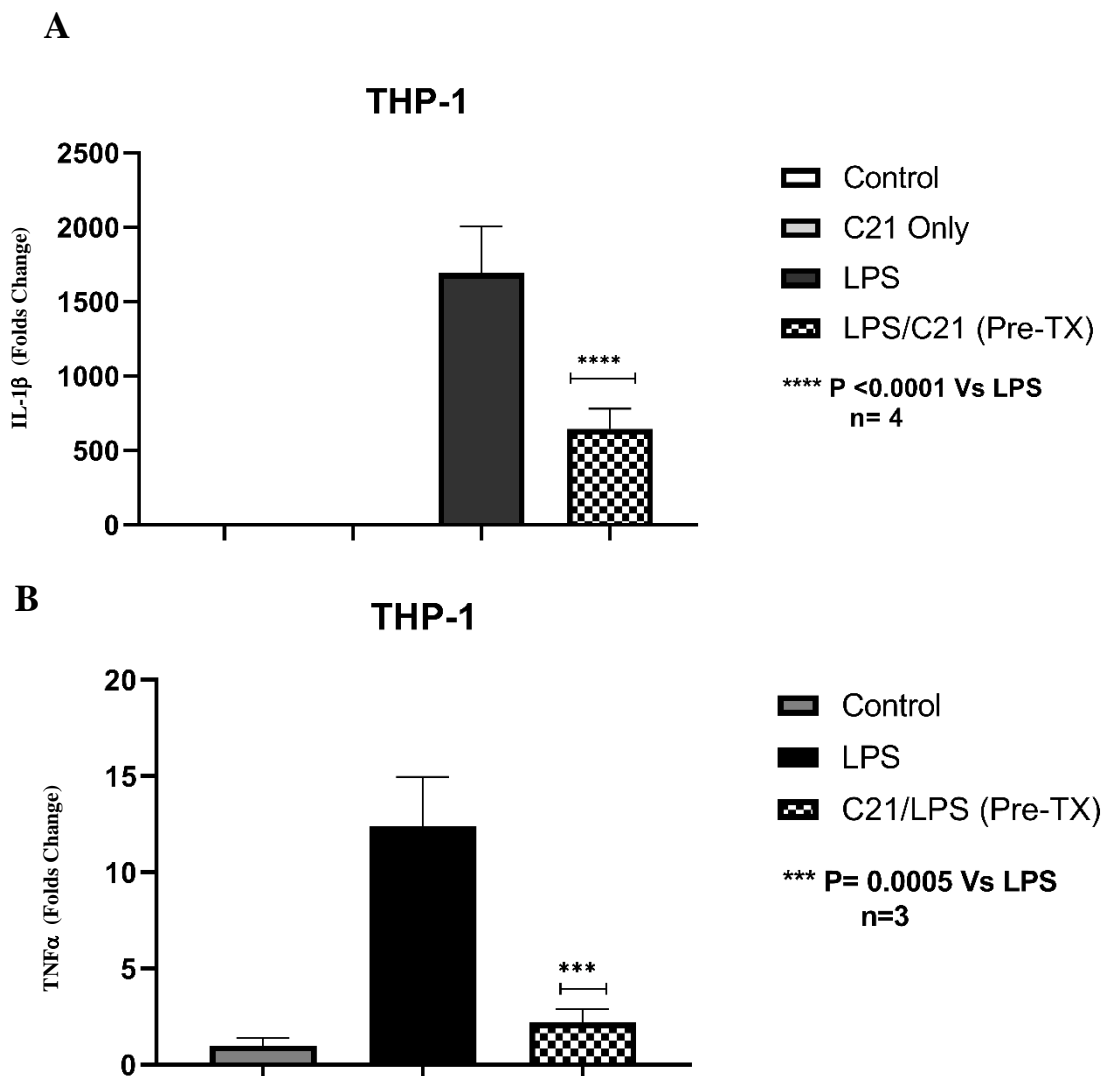 A
THP-1
2500
2000
1500
1000
500
0
IL-1β (Folds Change)
****
Control
C21 Only
LPS
LPS/C21 (Pre-TX)
**** P <0.0001 Vs LPS
n= 4
B
THP-1
20
15
10
5
0
TNFα (Folds Change)
***
Control
LPS
C21/LPS (Pre-TX)
*** P= 0.0005 Vs LPS
n=3